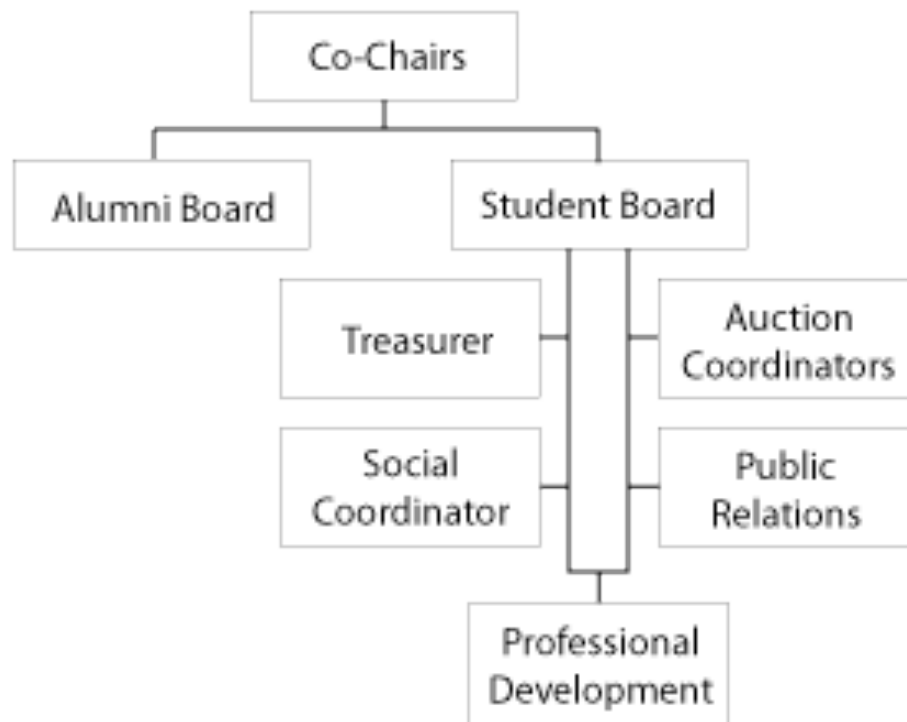 Co-Chairs
Alumni Board
Student Board
Treasurer
Auction
Coordinators
Social
Coordinator
Public
Relations
Professional
Development